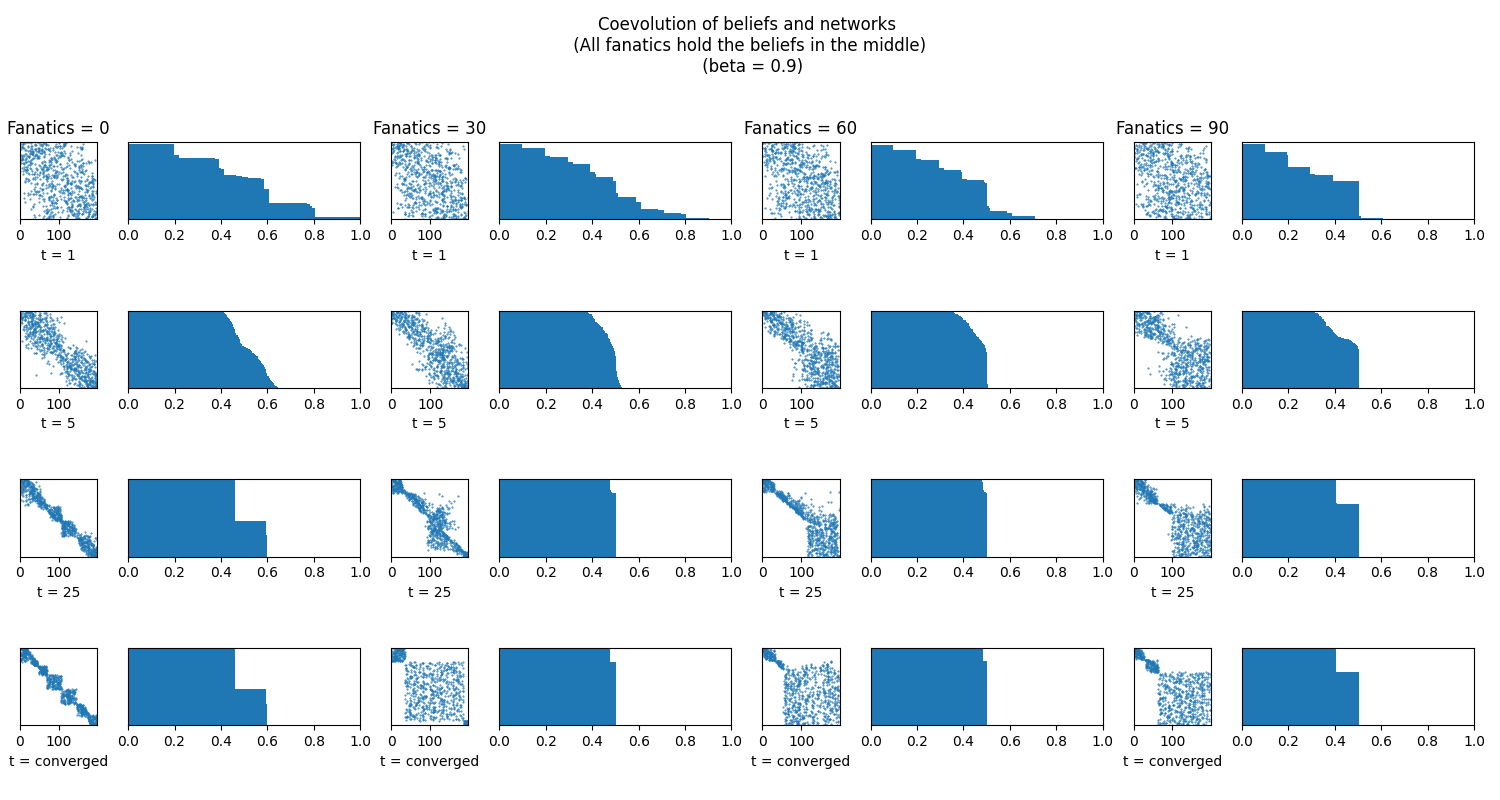 Coevolution of beliefs and networks
(All fanatics hold the beliefs in the middle)
(beta = 0.9)
Fanatics = 0
Fanatics = 30
Fanatics = 60
Fanatics = 90
0 100 0.0 0.2 0.4 0.6 0.8 1.0 0 100 0.0 0.2 0.4 0.6 0.8 1.0 0 100 0.0 0.2 0.4 0.6 0.8 1.0 0 100 0.0 0.2 0.4 0.6 0.8 1.0
t = 1 t = 1 t = 1 t = 1
0 100 0.0 0.2 0.4 0.6 0.8 1.0 0 100 0.0 0.2 0.4 0.6 0.8 1.0 0 100 0.0 0.2 0.4 0.6 0.8 1.0 0 100 0.0 0.2 0.4 0.6 0.8 1.0
t = 5 t = 5 t = 5 t = 5
0 100 0.0 0.2 0.4 0.6 0.8 1.0 0 100 0.0 0.2 0.4 0.6 0.8 1.0 0 100 0.0 0.2 0.4 0.6 0.8 1.0 0 100 0.0 0.2 0.4 0.6 0.8 1.0
t = 25 t = 25 t = 25 t = 25
0 100 0.0 0.2 0.4 0.6 0.8 1.0 0 100 0.0 0.2 0.4 0.6 0.8 1.0 0 100 0.0 0.2 0.4 0.6 0.8 1.0 0 100 0.0 0.2 0.4 0.6 0.8 1.0
t = converged t = converged t = converged t = converged